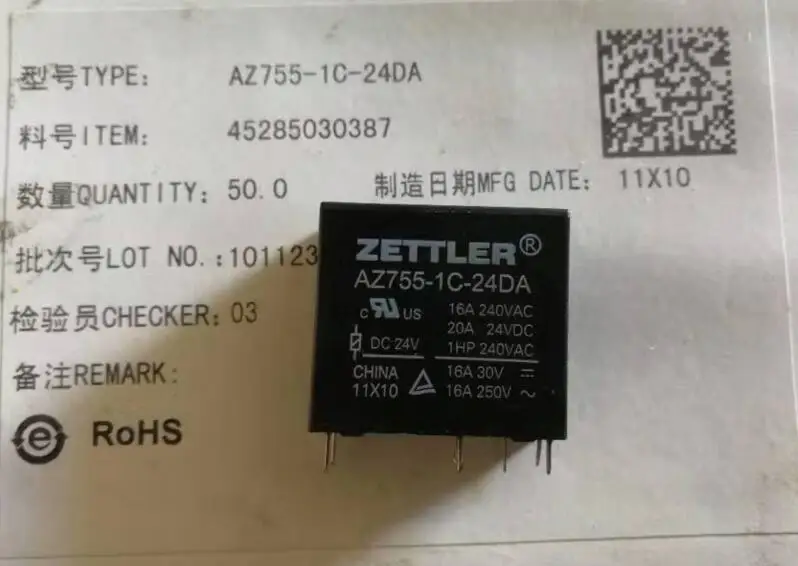 型号TYPE: AZ755-1C-24DA
料号ITEM: 45285030387
数量QUANTITY: 50.0 制造日期MFG DATE: 11X10
批次号LOT NO.:101123
检验员CHECKER: 03
备注REMARK:
e RoHS
ZETTLER®
AZ755-1C-24DA
c RU US 16A 240VAC
20A 24VDC
DC 24V 1HP 240VAC
CHINA 16A 30V ⎓
11X10 16A 250V ~